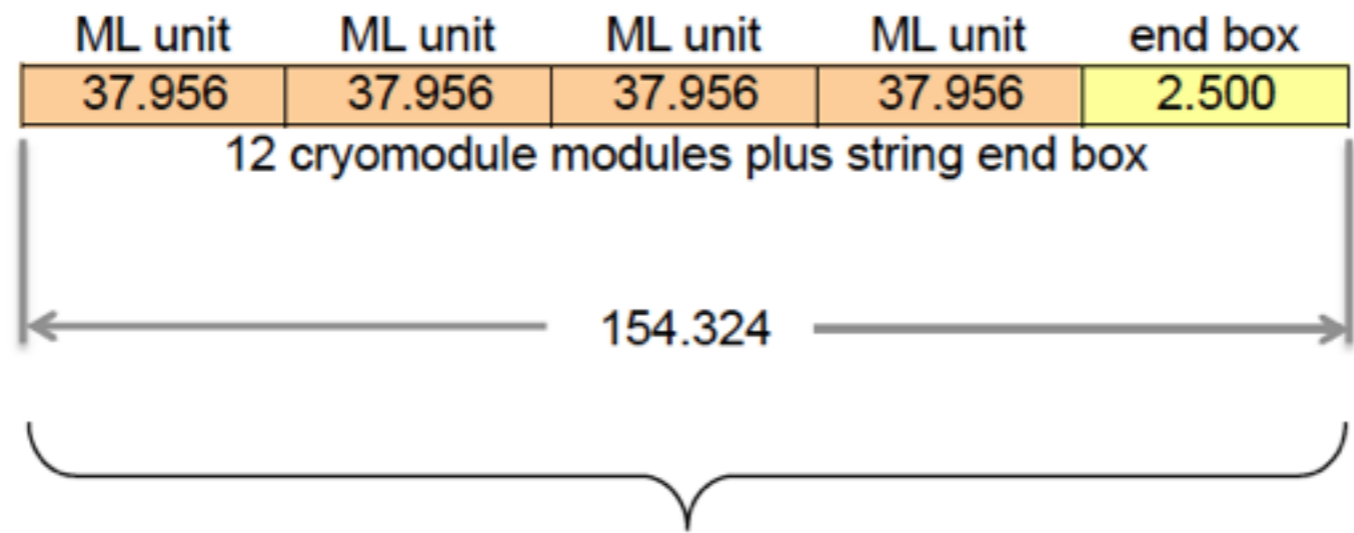 ML unit ML unit ML unit ML unit end box
37.956 37.956 37.956 37.956 2.500
12 cryomodule modules plus string end box
154.324